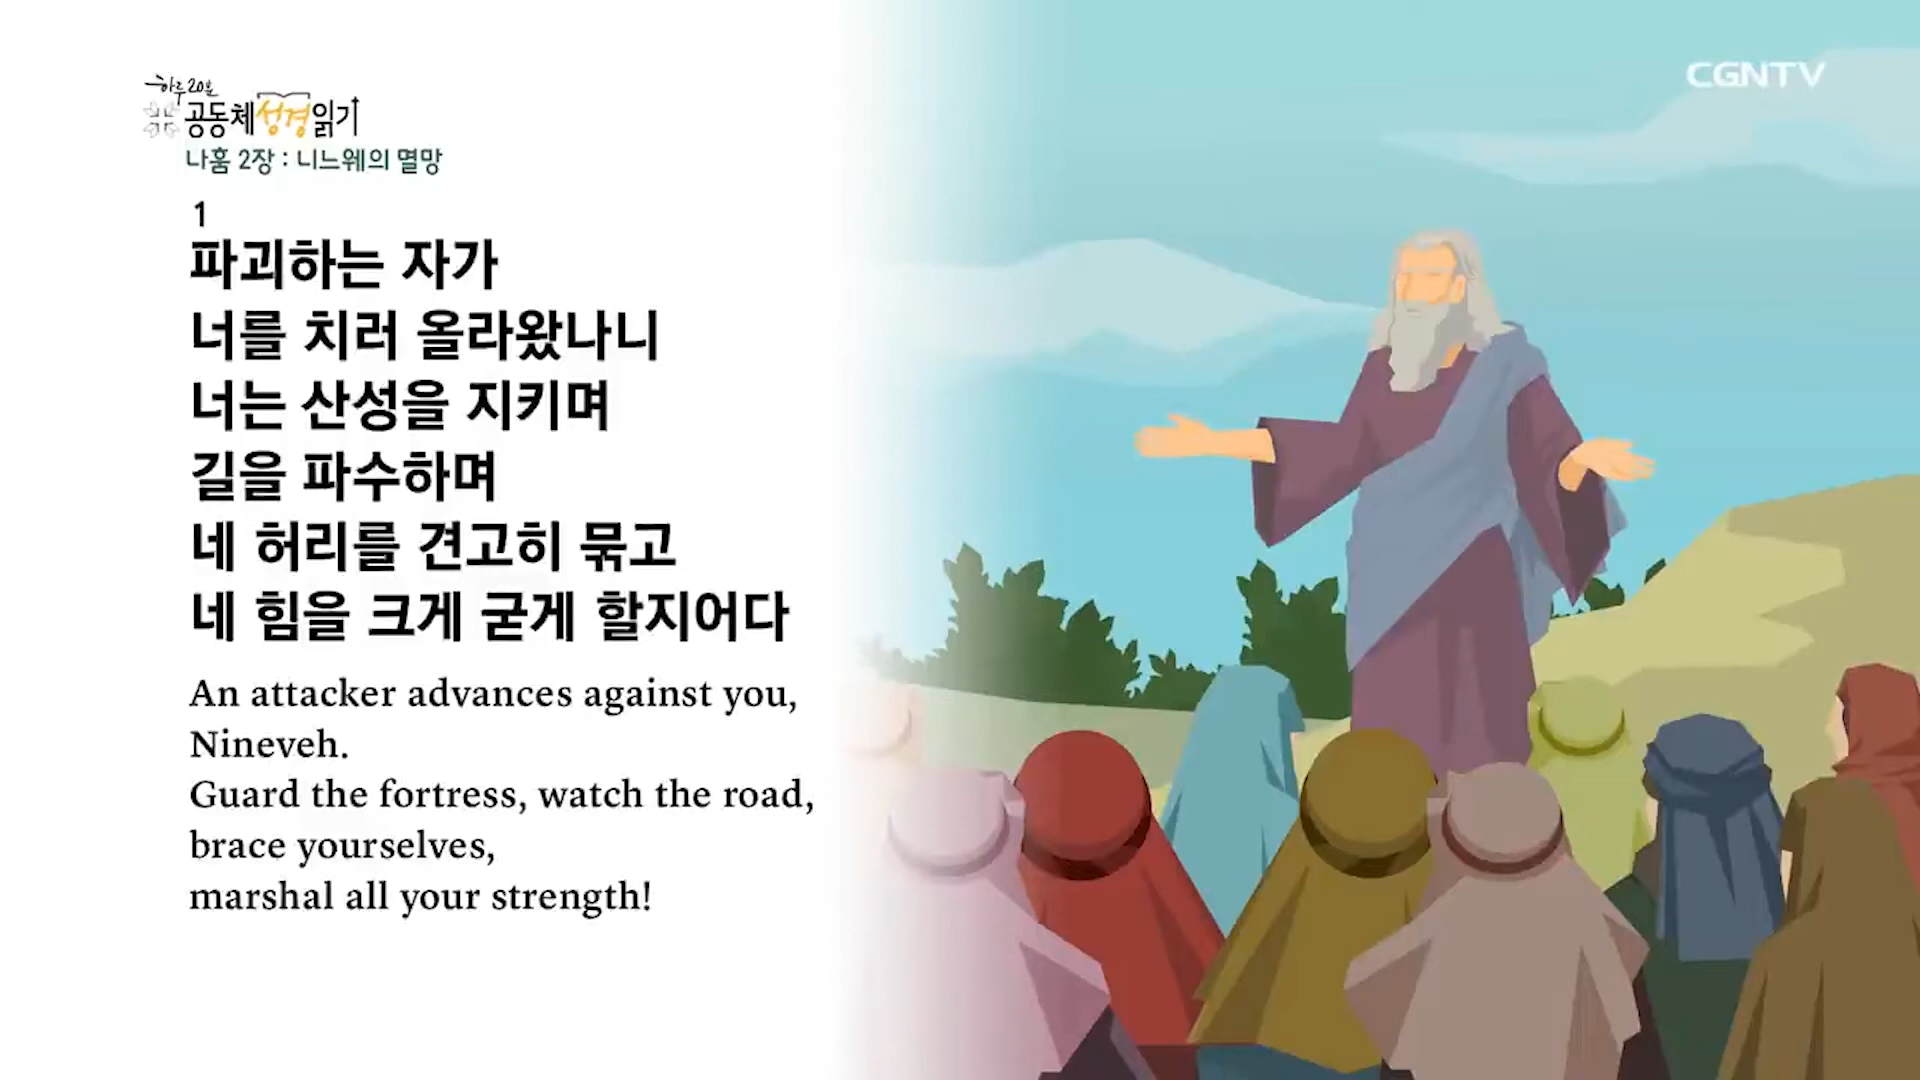 하루 20분
공동체성경읽기
CGNTV
나훔 2장 : 니느웨의 멸망
1
파괴하는 자가
너를 치러 올라왔나니
너는 산성을 지키며
길을 파수하며
네 허리를 견고히 묶고
네 힘을 크게 굳게 할지어다
An attacker advances against you,
Nineveh.
Guard the fortress, watch the road,
brace yourselves,
marshal all your strength!